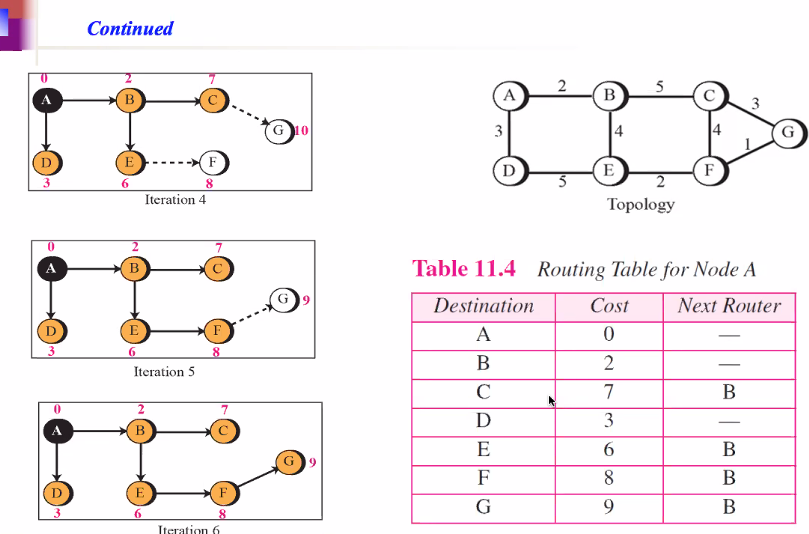 Continued
0 2 7
A B C
G 10
D E F
3 6 8
Iteration 4
0 2 7
A B C
G 9
D E F
3 6 8
Iteration 5
0 2 7
A B C
G 9
D E F
3 6 8
Iteration 6
A 2 B 5 C
3
3 4 4 G
1
D 5 E 2 F
Topology
Table 11.4 Routing Table for Node A
Destination Cost Next Router
A 0 —
B 2 —
C 7 B
D 3 —
E 6 B
F 8 B
G 9 B